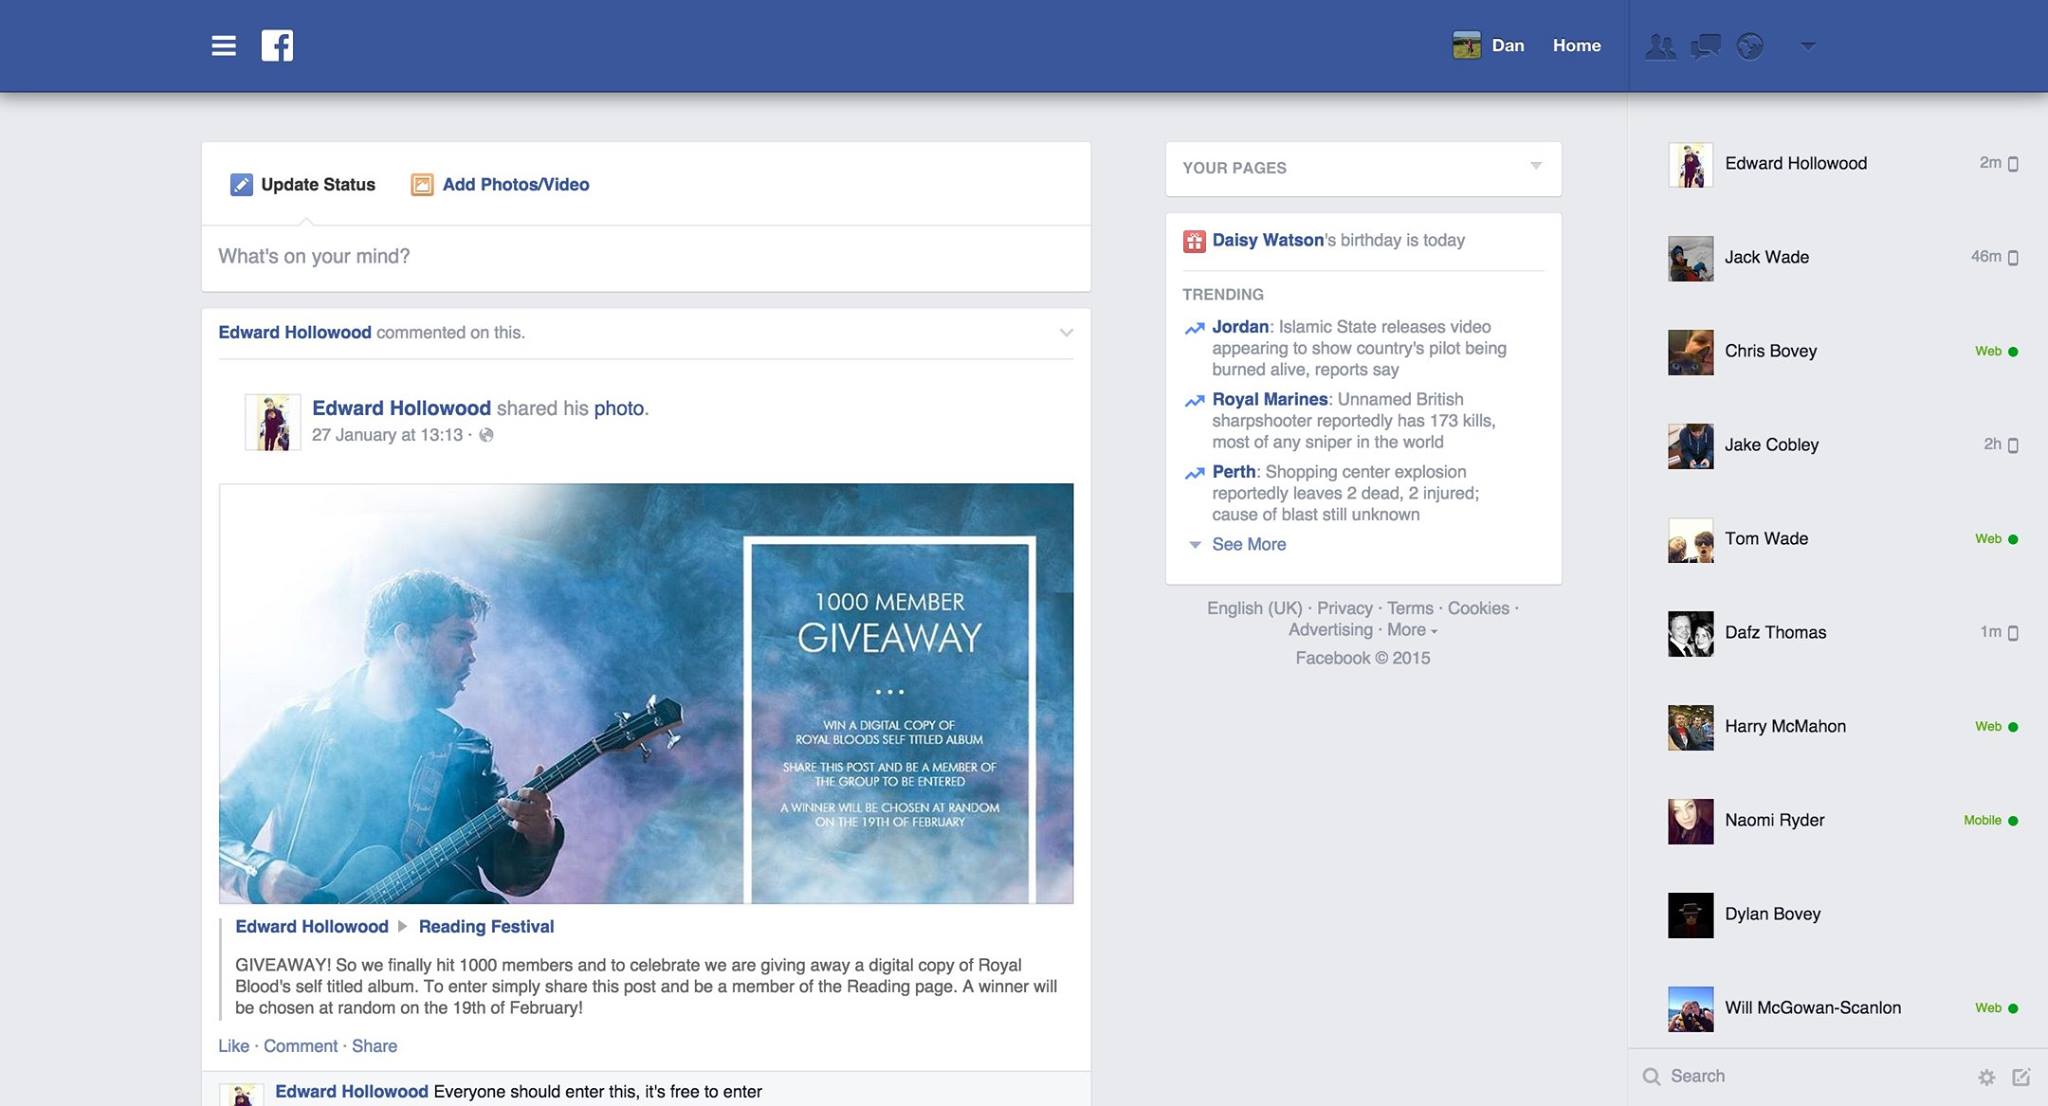 Dan Home
Update Status Add Photos/Video
What's on your mind?
Edward Hollowood commented on this.
Edward Hollowood shared his photo.
27 January at 13:13 ·
1000 MEMBER
GIVEAWAY
...
WIN A DIGITAL COPY OF
ROYAL BLOODS SELF TITLED ALBUM
SHARE THIS POST AND BE A MEMBER OF
THE GROUP TO BE ENTERED
A WINNER WILL BE CHOSEN AT RANDOM
ON THE 19TH OF FEBRUARY
Edward Hollowood Reading Festival
GIVEAWAY! So we finally hit 1000 members and to celebrate we are giving away a digital copy of Royal
Blood's self titled album. To enter simply share this post and be a member of the Reading page. A winner will
be chosen at random on the 19th of February!
Like · Comment · Share
Edward Hollowood Everyone should enter this, it's free to enter
YOUR PAGES
Daisy Watson's birthday is today
TRENDING
Jordan: Islamic State releases video
appearing to show country's pilot being
burned alive, reports say
Royal Marines: Unnamed British
sharpshooter reportedly has 173 kills,
most of any sniper in the world
Perth: Shopping center explosion
reportedly leaves 2 dead, 2 injured;
cause of blast still unknown
See More
English (UK) · Privacy · Terms · Cookies ·
Advertising · More
Facebook © 2015
Edward Hollowood 2m
Jack Wade 46m
Chris Bovey Web
Jake Cobley 2h
Tom Wade Web
Dafz Thomas 1m
Harry McMahon Web
Naomi Ryder Mobile
Dylan Bovey
Will McGowan-Scanlon Web
Search